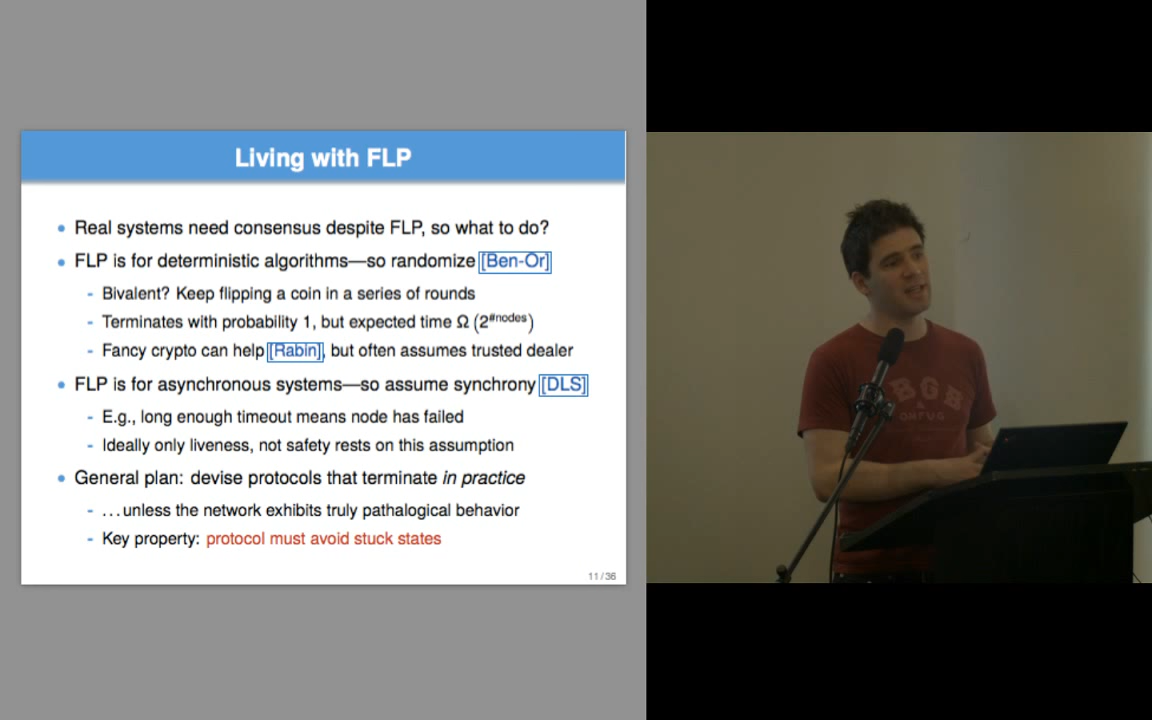 Living with FLP
• Real systems need consensus despite FLP, so what to do?
• FLP is for deterministic algorithms—so randomize [Ben-Or]
- Bivalent? Keep flipping a coin in a series of rounds
- Terminates with probability 1, but expected time Ω (2^#nodes)
- Fancy crypto can help [Rabin], but often assumes trusted dealer
• FLP is for asynchronous systems—so assume synchrony [DLS]
- E.g., long enough timeout means node has failed
- Ideally only liveness, not safety rests on this assumption
• General plan: devise protocols that terminate in practice
- ...unless the network exhibits truly pathalogical behavior
- Key property: protocol must avoid stuck states
11 / 36
OMFUG